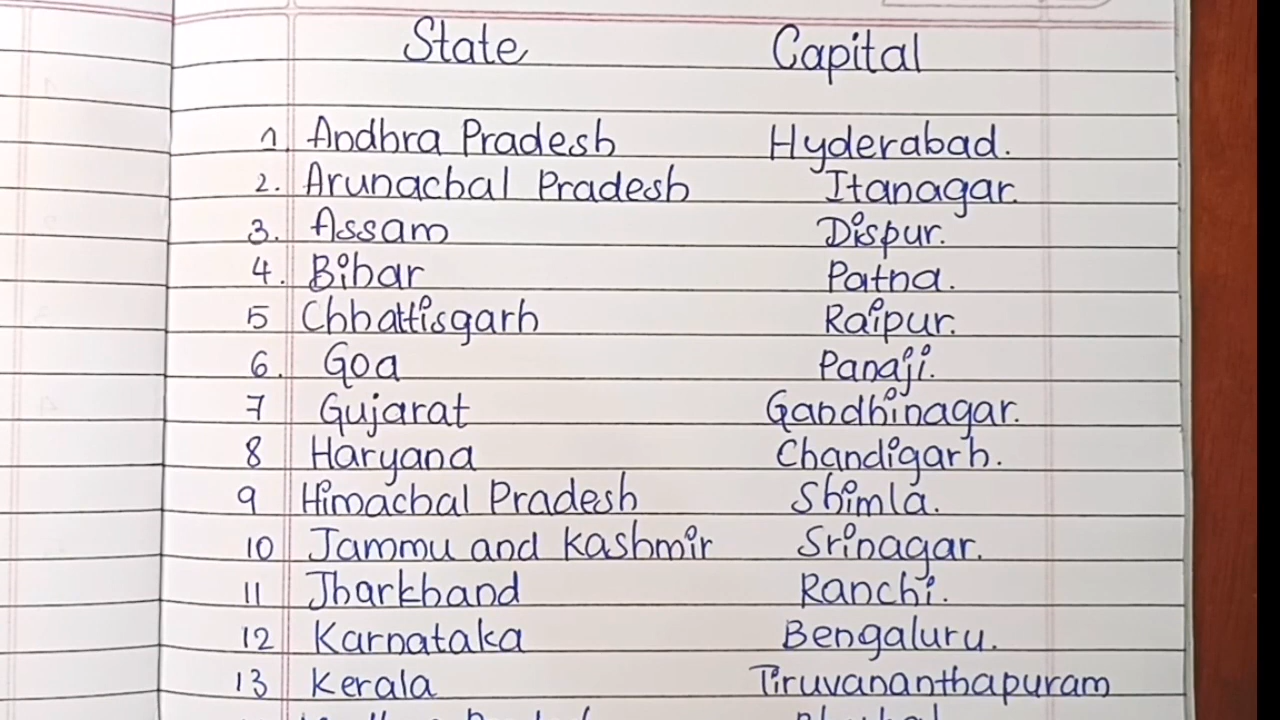 State Capital
1 Andhra Pradesh Hyderabad.
2. Arunachal Pradesh Itanagar.
3. Assam Dispur.
4. Bihar Patna.
5 Chhattisgarh Raipur.
6. Goa Panaji.
7 Gujarat Gandhinagar.
8 Haryana Chandigarh.
9 Himachal Pradesh Shimla.
10 Jammu and Kashmir Srinagar.
11 Jharkhand Ranchi.
12 Karnataka Bengaluru.
13 Kerala Tiruvananthapuram